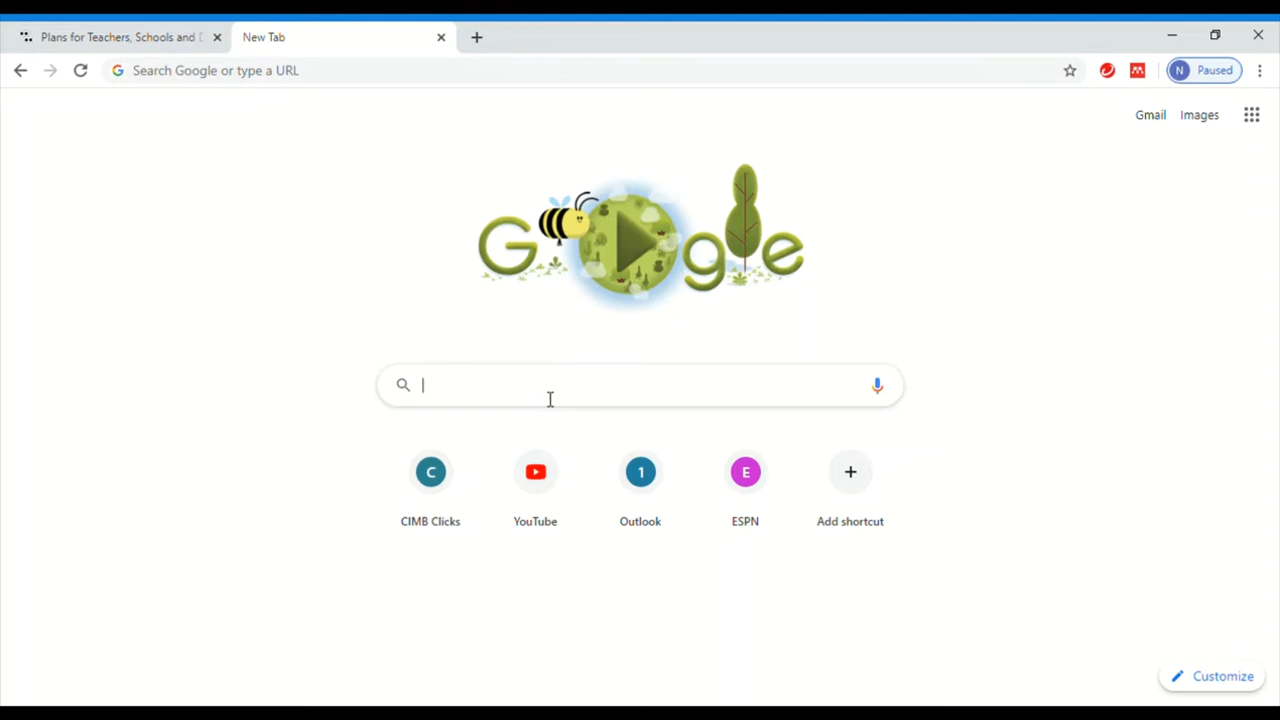 Plans for Teachers, Schools and D
New Tab
Search Google or type a URL
N Paused
Gmail Images
Google
C
1
E
CIMB Clicks
YouTube
Outlook
ESPN
Add shortcut
Customize